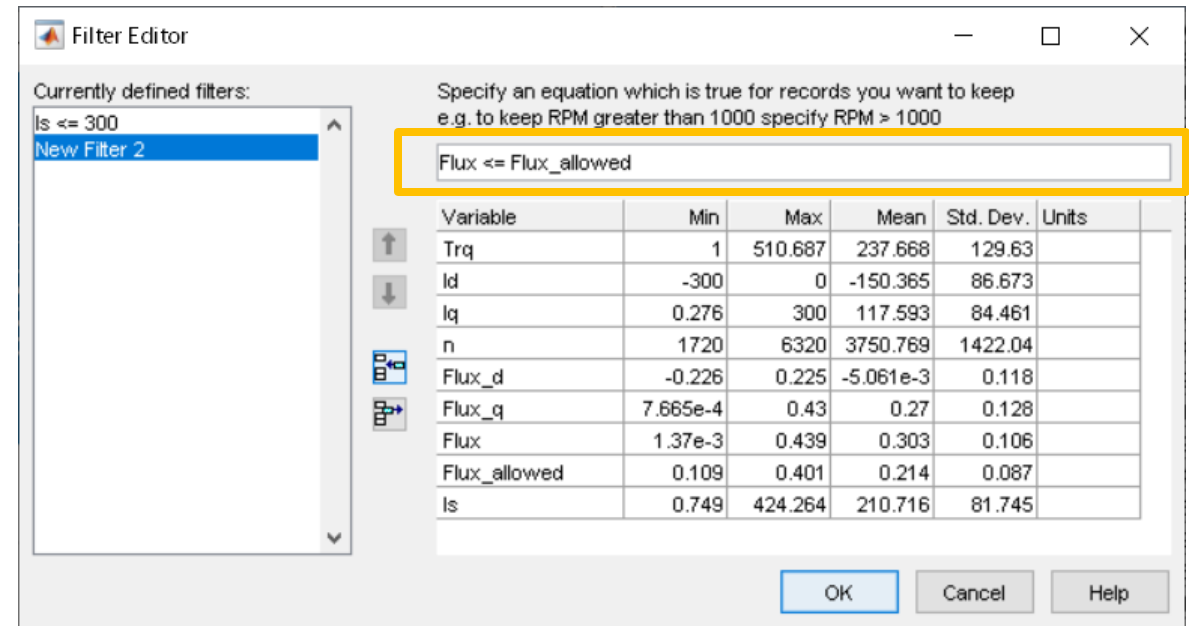 Filter Editor
Currently defined filters:
Is <= 300
New Filter 2
Specify an equation which is true for records you want to keep
e.g. to keep RPM greater than 1000 specify RPM > 1000
Flux <= Flux_allowed
Variable Min Max Mean Std. Dev. Units
Trq 1 510.687 237.668 129.63
Id -300 0 -150.365 86.673
Iq 0.276 300 117.593 84.461
n 1720 6320 3750.769 1422.04
Flux_d -0.226 0.225 -5.061e-3 0.118
Flux_q 7.665e-4 0.43 0.27 0.128
Flux 1.37e-3 0.439 0.303 0.106
Flux_allowed 0.109 0.401 0.214 0.087
Is 0.749 424.264 210.716 81.745
OK Cancel Help